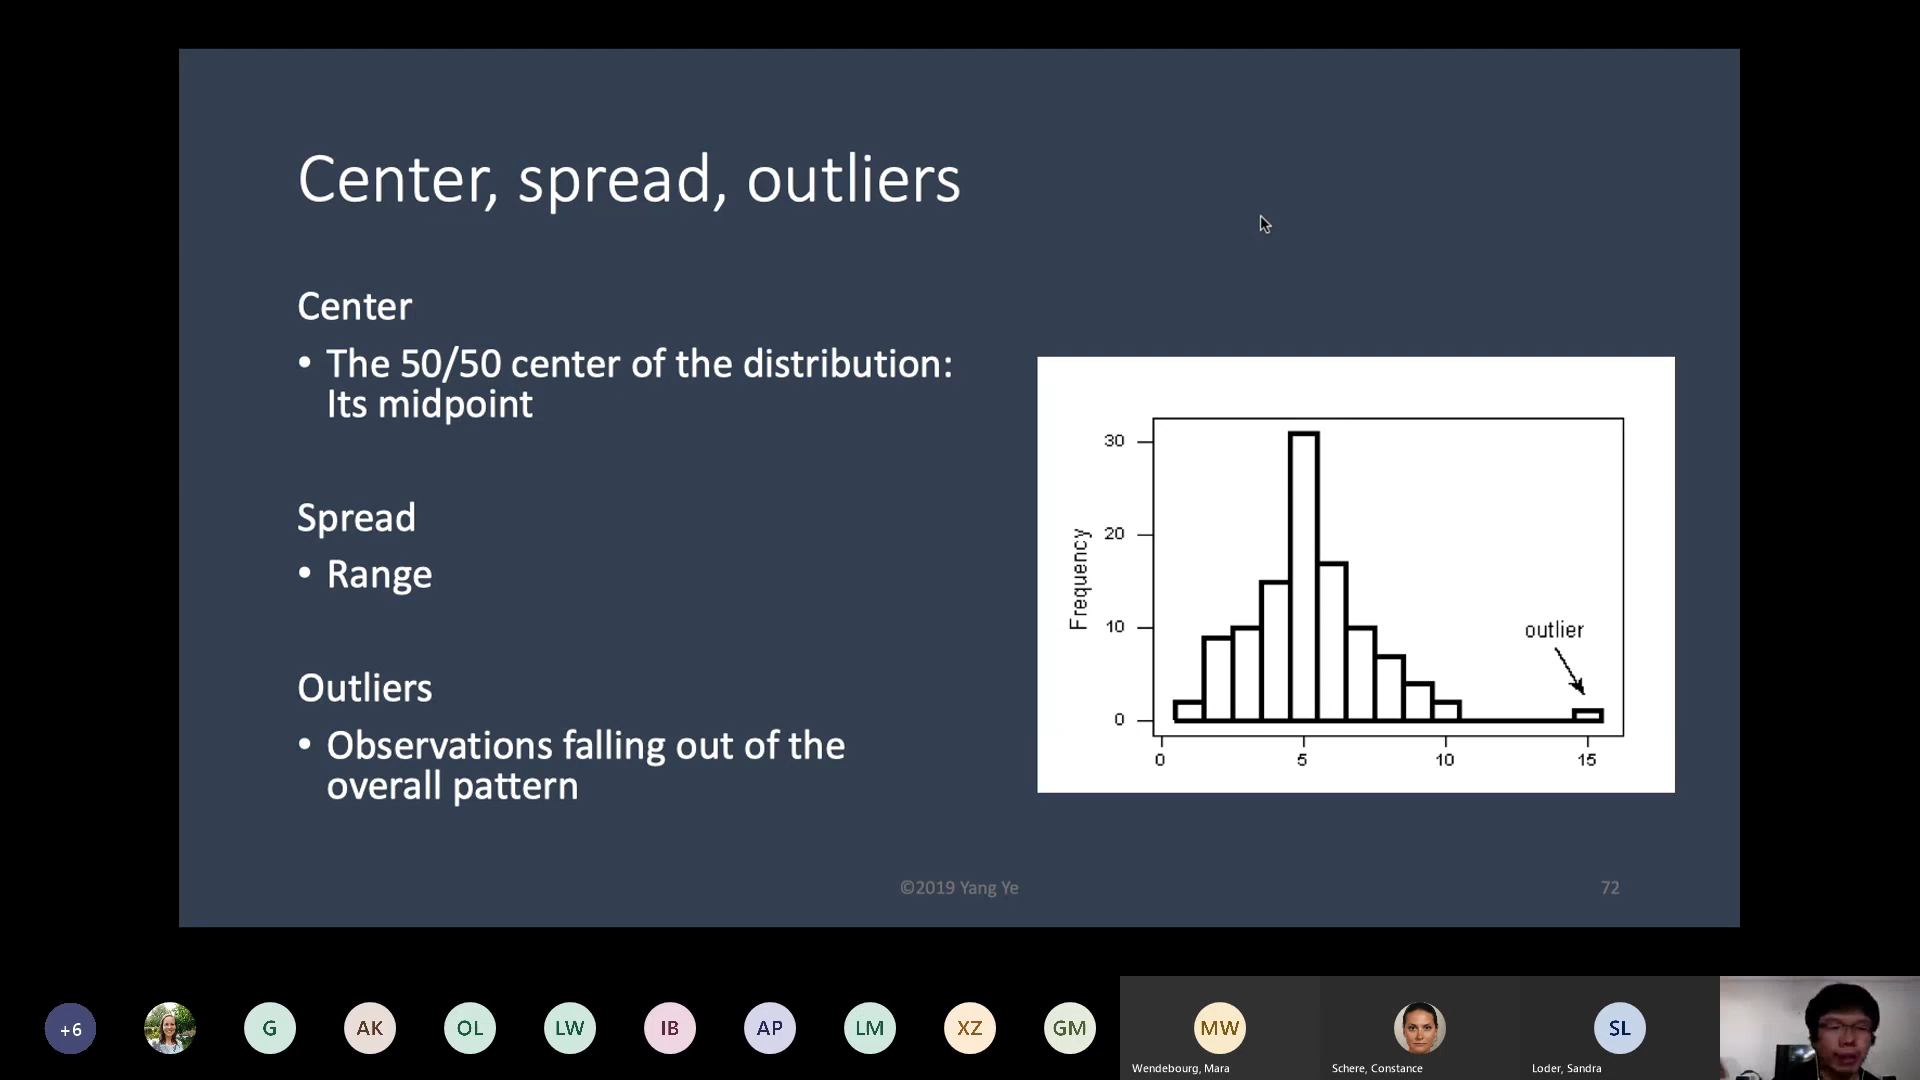 Center, spread, outliers
Center
• The 50/50 center of the distribution:
Its midpoint
Spread
• Range
Outliers
• Observations falling out of the
overall pattern
30
20
10
0
Frequency
outlier
0 5 10 15
©2019 Yang Ye
72
+6 G AK OL LW IB AP LM XZ GM MW SL
Wendebourg, Mara Schere, Constance Loder, Sandra